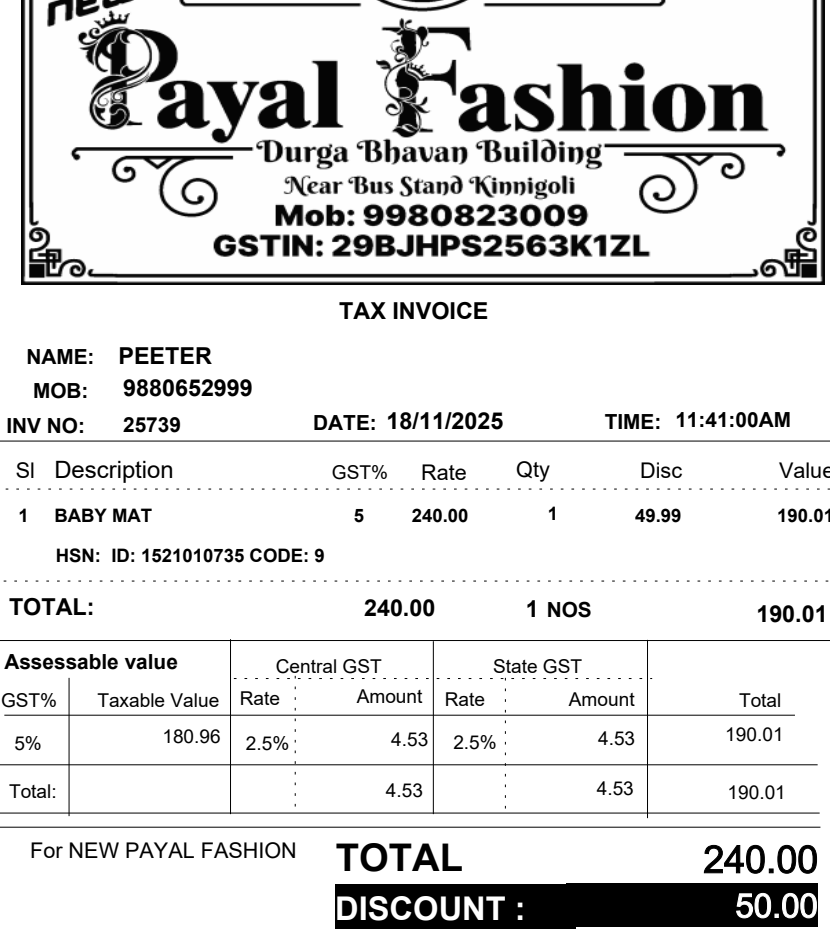 new
Payal Fashion
Durga Bhavan Building
Near Bus Stand Kinnigoli
Mob: 9980823009
GSTIN: 29BJHPS2563K1ZL
TAX INVOICE
NAME: PEETER
MOB: 9880652999
INV NO: 25739 DATE: 18/11/2025 TIME: 11:41:00AM
Sl Description GST% Rate Qty Disc Value
1 BABY MAT 5 240.00 1 49.99 190.01
HSN: ID: 1521010735 CODE: 9
TOTAL: 240.00 1 NOS 190.01
Assessable value Central GST State GST
GST% Taxable Value Rate Amount Rate Amount Total
5% 180.96 2.5% 4.53 2.5% 4.53 190.01
Total: 4.53 4.53 190.01
For NEW PAYAL FASHION TOTAL 240.00
DISCOUNT : 50.00